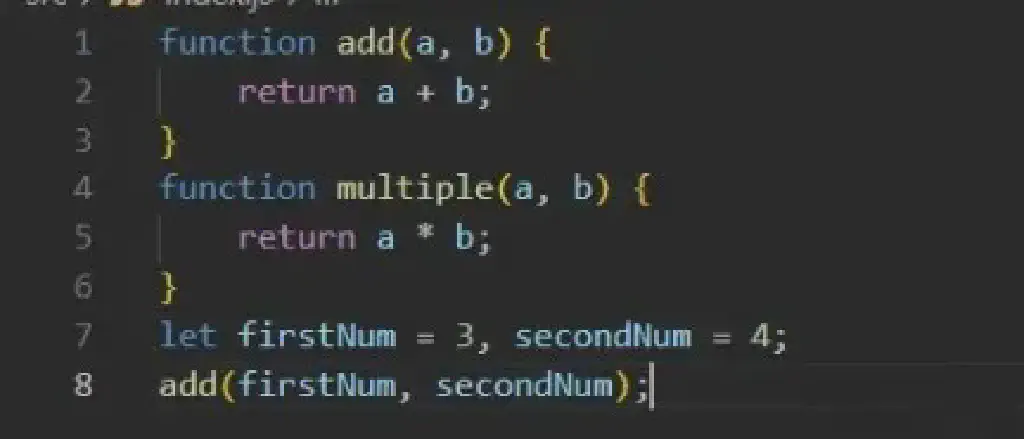 1 function add(a, b) {
2 return a + b;
3 }
4 function multiple(a, b) {
5 return a * b;
6 }
7 let firstNum = 3, secondNum = 4;
8 add(firstNum, secondNum);